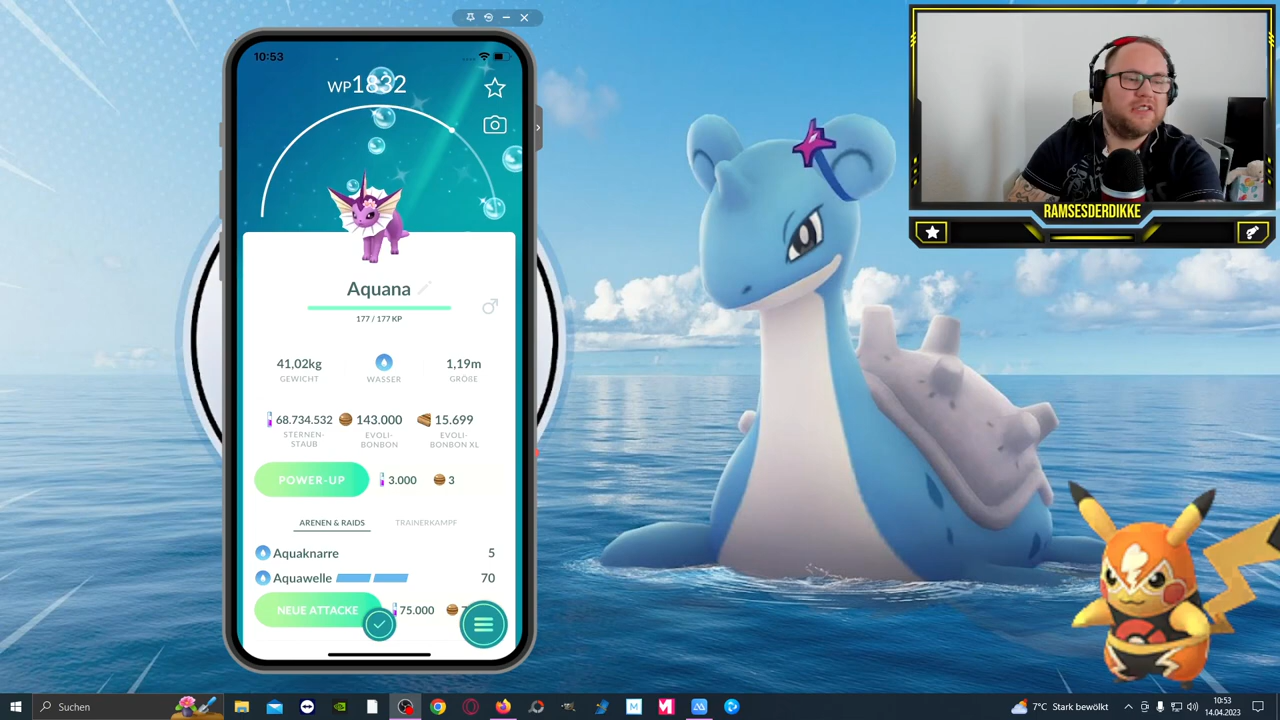 10:53
WP1832
Aquana
177 / 177 KP
41,02kg
GEWICHT
WASSER
1,19m
GRÖßE
68.734.532
STERNEN-
STAUB
143.000
EVOLI-
BONBON
15.699
EVOLI-
BONBON XL
POWER-UP
3.000
3
ARENEN & RAIDS
TRAINERKAMPF
Aquaknarre 5
Aquawelle 70
NEUE ATTACKE
75.000
RAMSESDERDIKKE
Suchen
7°C Stark bewölkt
10:53
14.04.2023